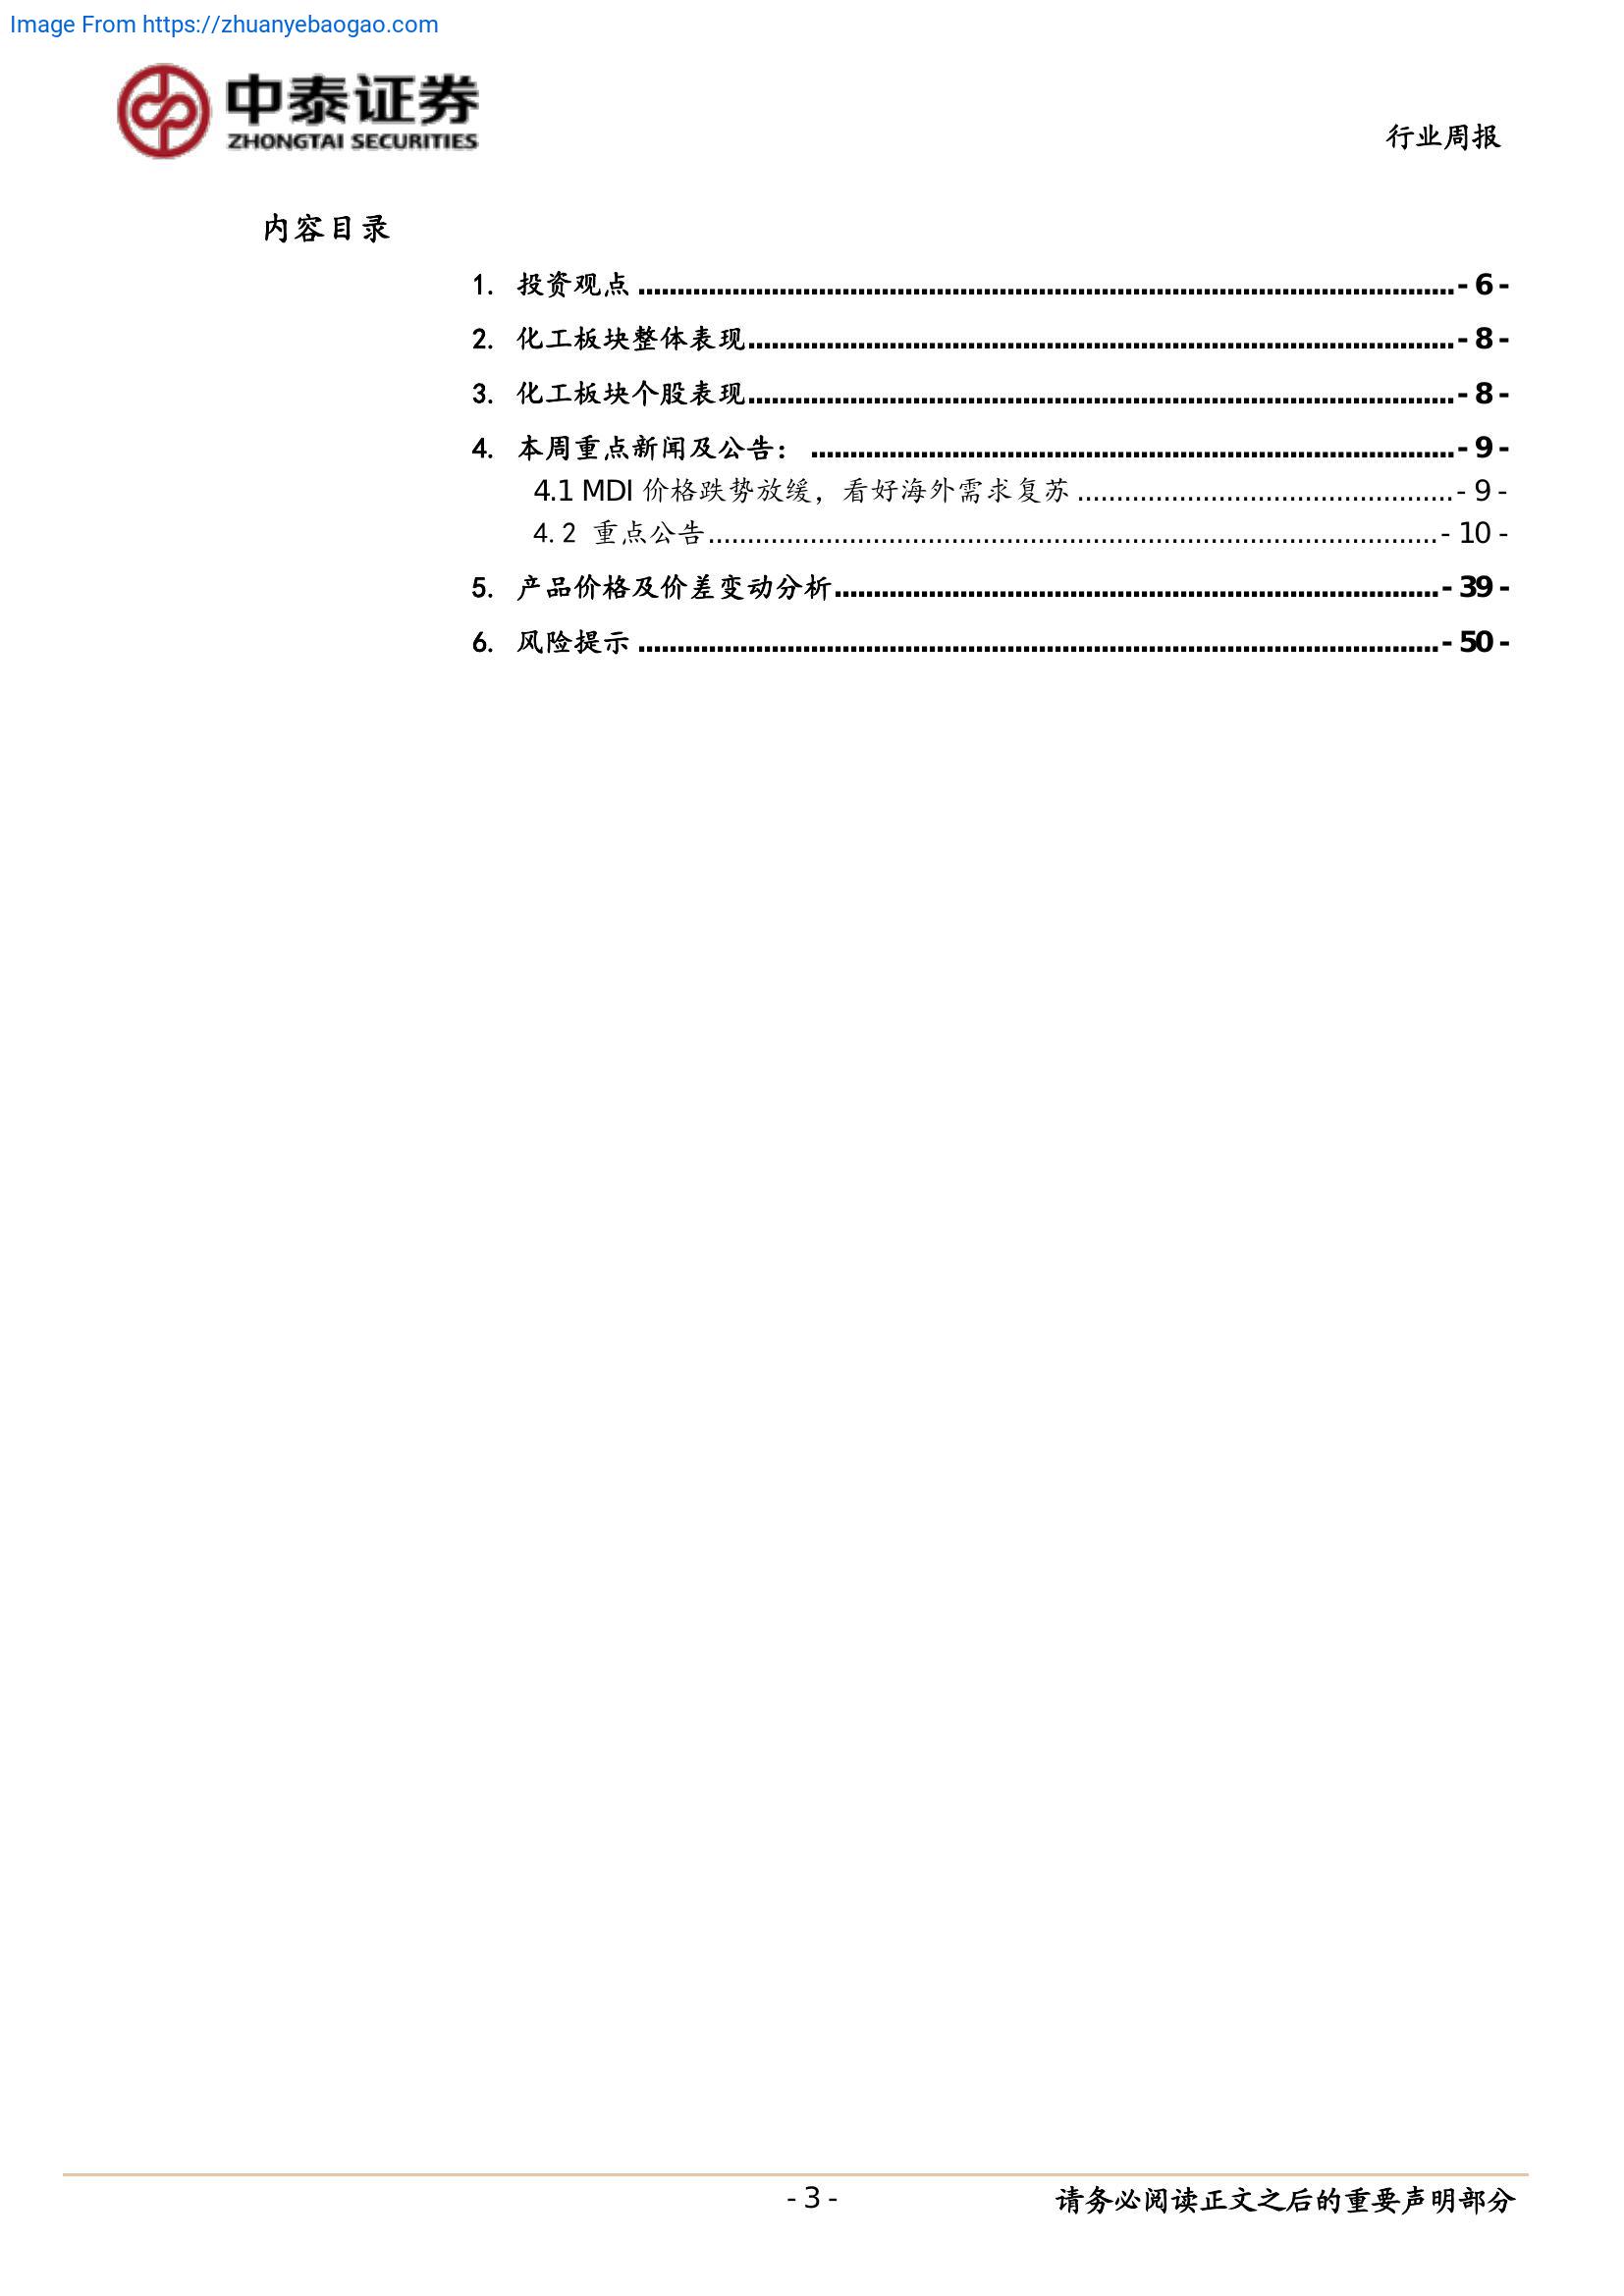 Image From https://zhuanyebaogao.com
中泰证券
ZHONGTAI SECURITIES
行业周报
内容目录
1. 投资观点 ........................................................................................................- 6 -
2. 化工板块整体表现..........................................................................................- 8 -
3. 化工板块个股表现..........................................................................................- 8 -
4. 本周重点新闻及公告： ..................................................................................- 9 -
4.1 MDI 价格跌势放缓，看好海外需求复苏 ................................................- 9 -
4.2 重点公告.............................................................................................- 10 -
5. 产品价格及价差变动分析.............................................................................- 39 -
6. 风险提示 ......................................................................................................- 50 -
- 3 -
请务必阅读正文之后的重要声明部分